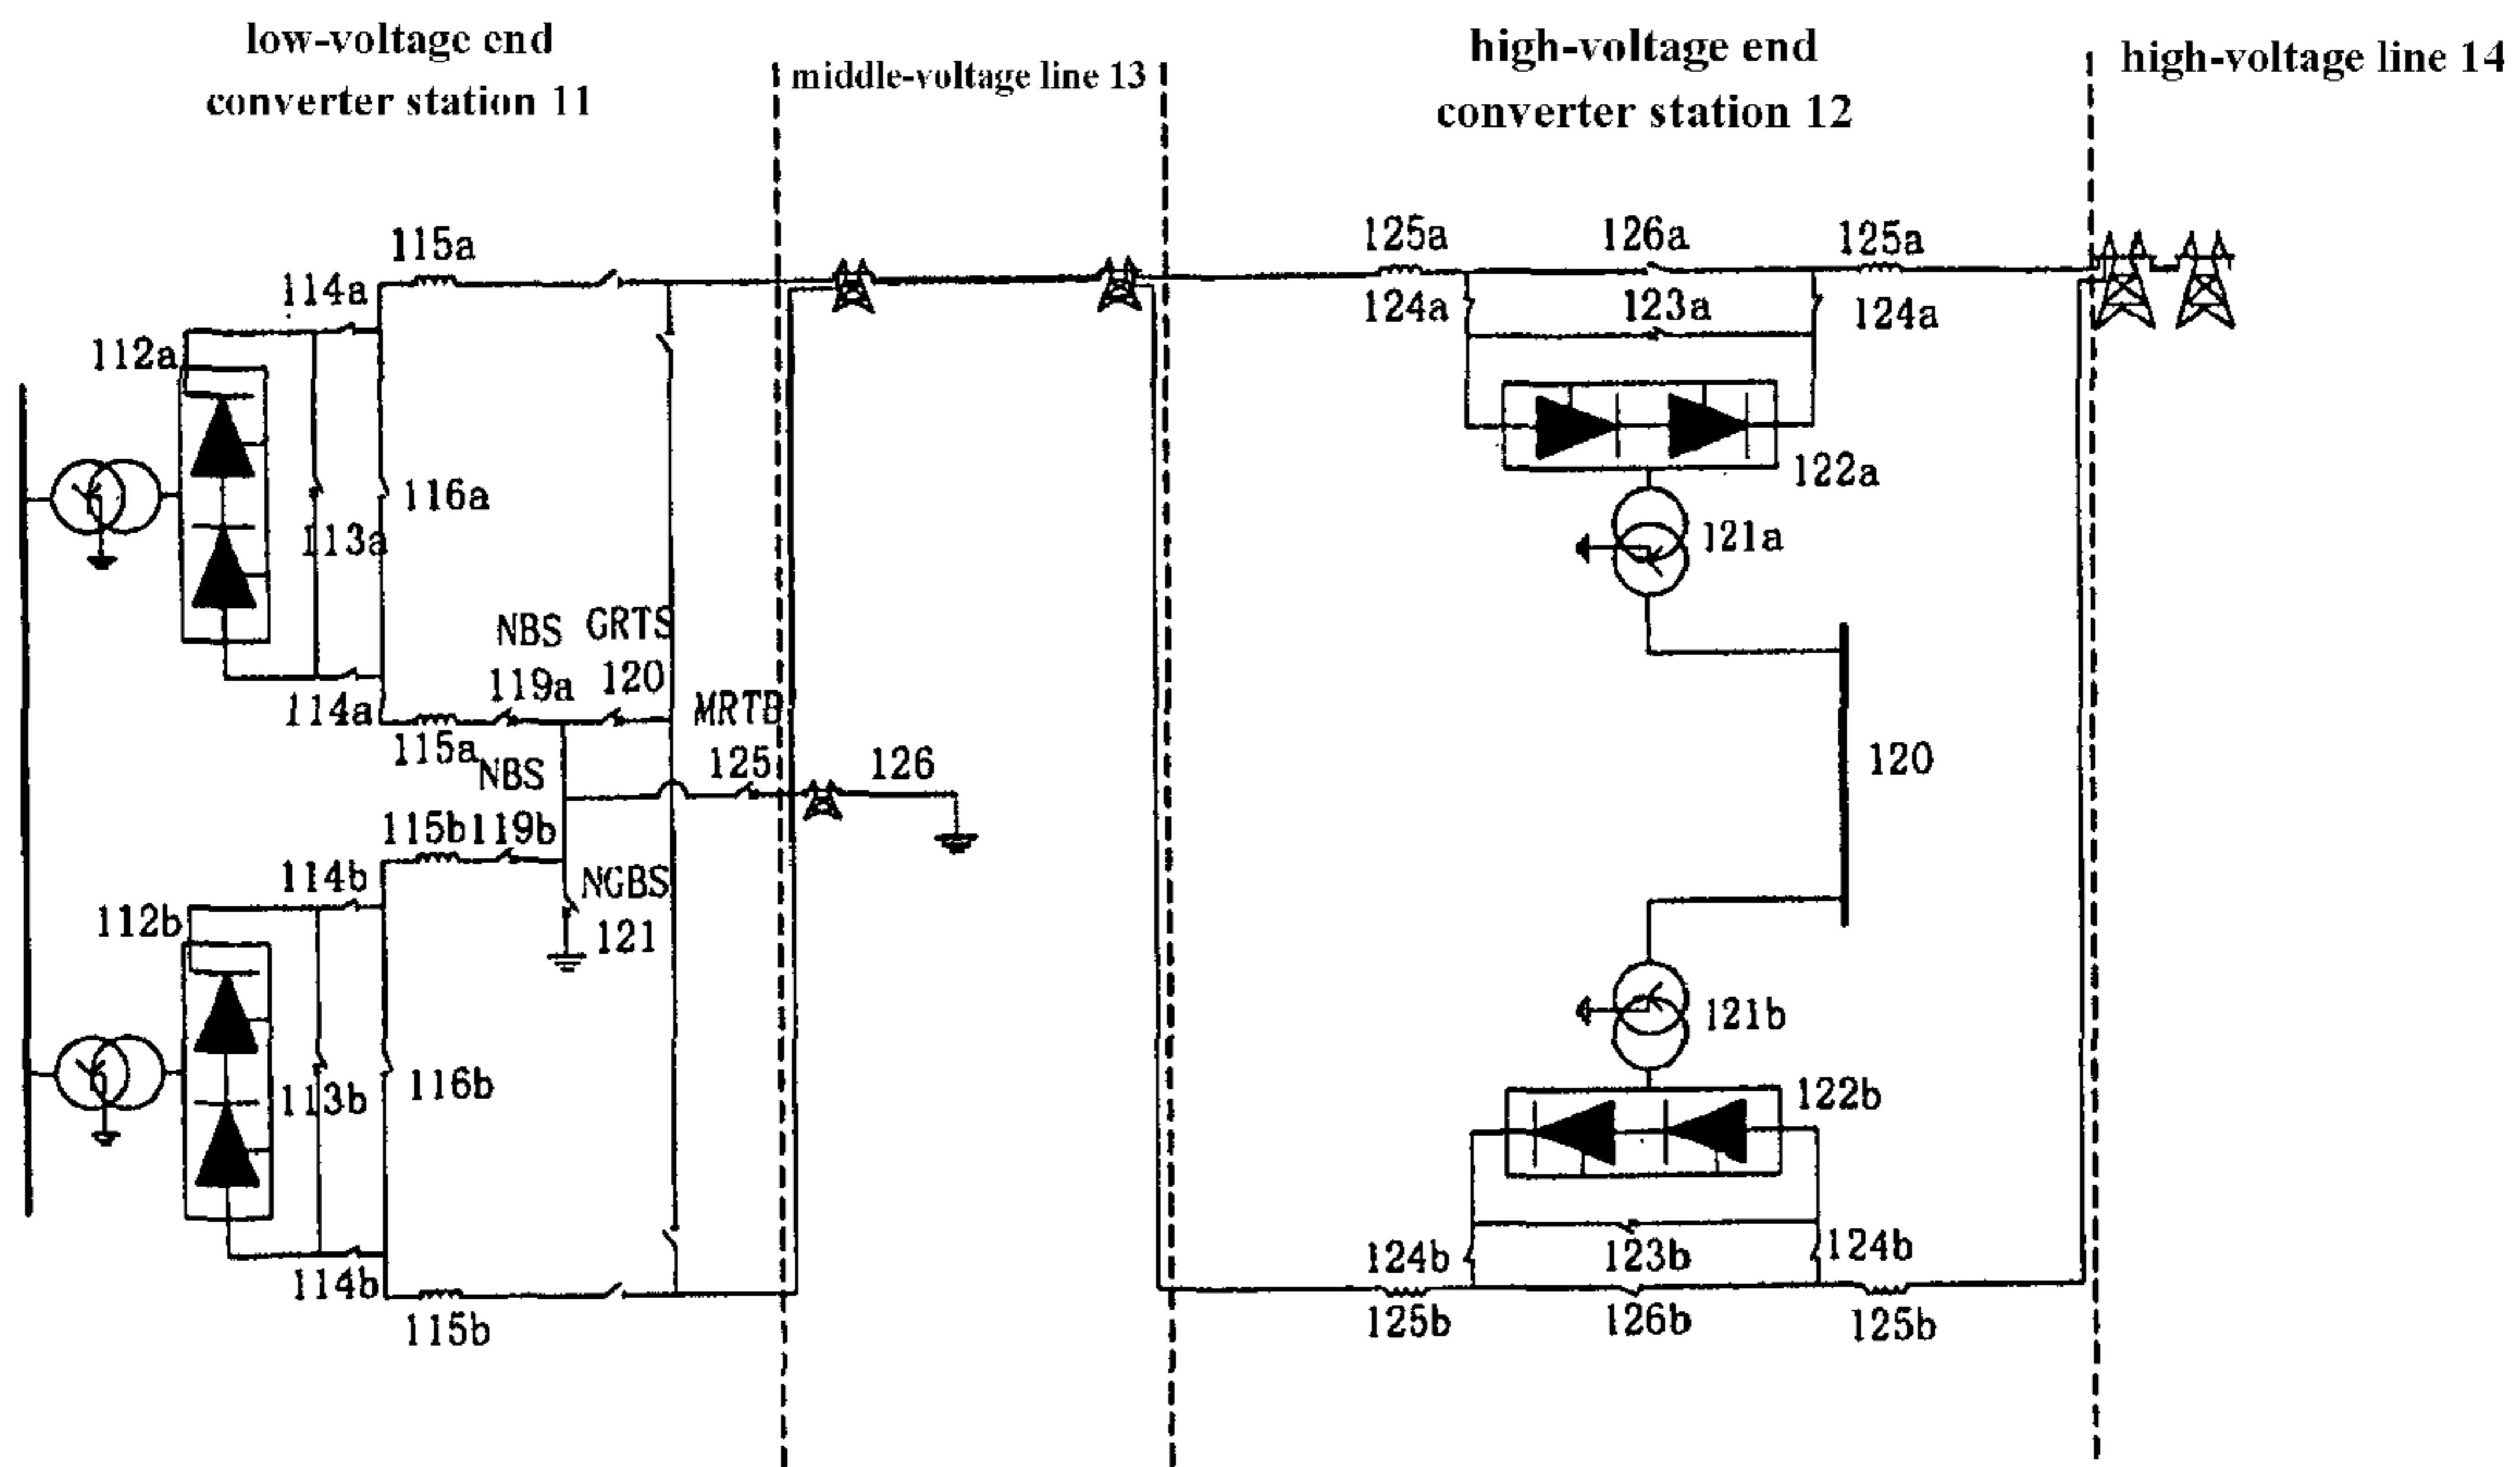 low-voltage end
converter station 11
middle-voltage line 13
high-voltage end
converter station 12
high-voltage line 14
115a
114a
112a
116a
113a
NBS
GRTS
119a
120
114a
115a
MRTB
125
126
NBS
115b
119b
114b
NGBS
121
112b
113b
116b
114b
115b
125a
126a
125a
124a
123a
124a
122a
121a
120
121b
122b
124b
123b
124b
125b
126b
125b